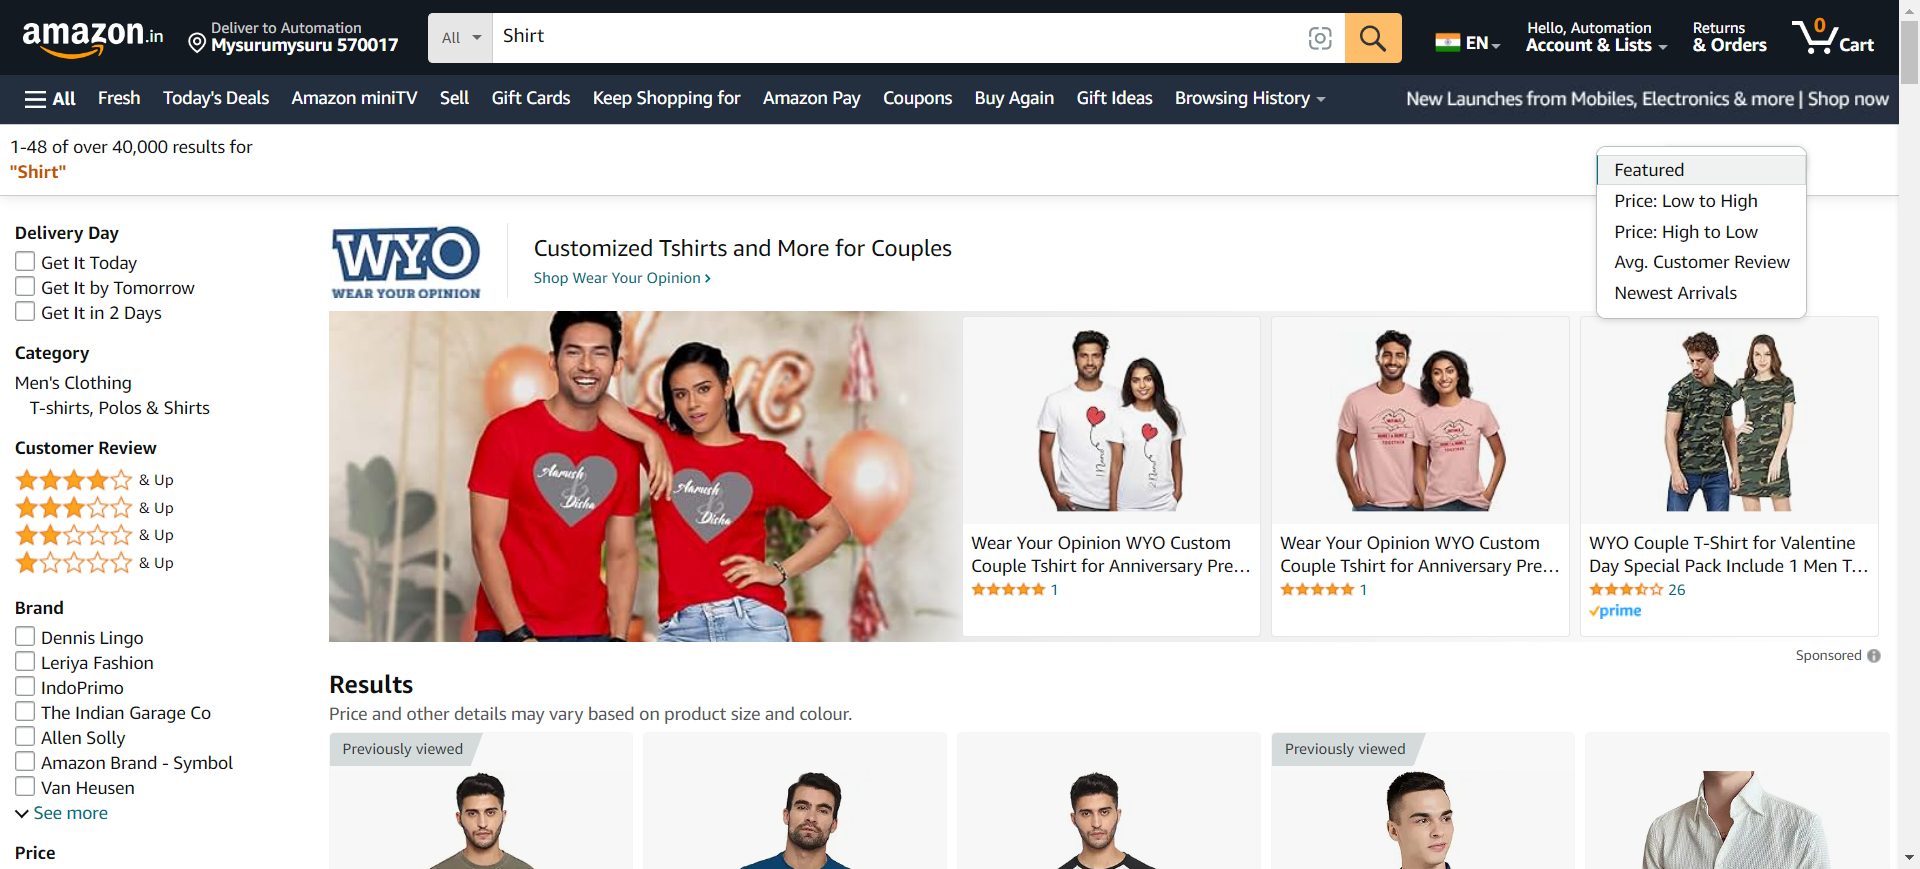 amazon.in
Deliver to Automation
Mysurumysuru 570017
All
Shirt
EN
Hello, Automation
Account & Lists
Returns
& Orders
0
Cart
All
Fresh
Today's Deals
Amazon miniTV
Sell
Gift Cards
Keep Shopping for
Amazon Pay
Coupons
Buy Again
Gift Ideas
Browsing History
New Launches from Mobiles, Electronics & more | Shop now
1-48 of over 40,000 results for
"Shirt"
Featured
Price: Low to High
Price: High to Low
Avg. Customer Review
Newest Arrivals
Delivery Day
Get It Today
Get It by Tomorrow
Get It in 2 Days
Category
Men's Clothing
T-shirts, Polos & Shirts
Customer Review
& Up
& Up
& Up
& Up
Brand
Dennis Lingo
Leriya Fashion
IndoPrimo
The Indian Garage Co
Allen Solly
Amazon Brand - Symbol
Van Heusen
See more
Price
WYO
WEAR YOUR OPINION
Customized Tshirts and More for Couples
Shop Wear Your Opinion ›
Love
Aarush
&
Disha
Aarush
&
Disha
Wear Your Opinion WYO Custom
Couple Tshirt for Anniversary Pre...
1
Wear Your Opinion WYO Custom
Couple Tshirt for Anniversary Pre...
1
WYO Couple T-Shirt for Valentine
Day Special Pack Include 1 Men T...
26
prime
Sponsored
Results
Price and other details may vary based on product size and colour.
Previously viewed
Previously viewed